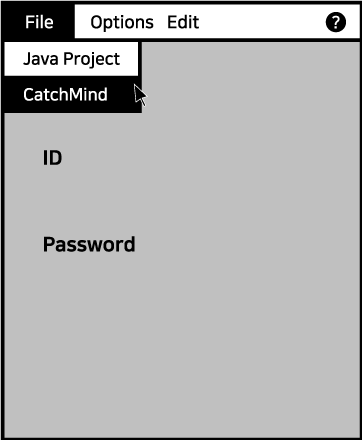 File Options Edit ?
Java Project
CatchMind
ID
Password